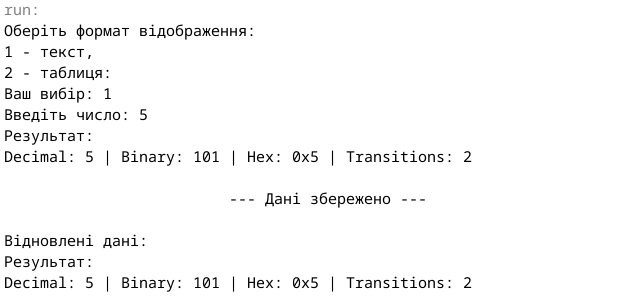 run:
Оберіть формат відображення:
1 - текст,
2 - таблиця:
Ваш вибір: 1
Введіть число: 5
Результат:
Decimal: 5 | Binary: 101 | Hex: 0x5 | Transitions: 2
--- Дані збережено ---
Відновлені дані:
Результат:
Decimal: 5 | Binary: 101 | Hex: 0x5 | Transitions: 2